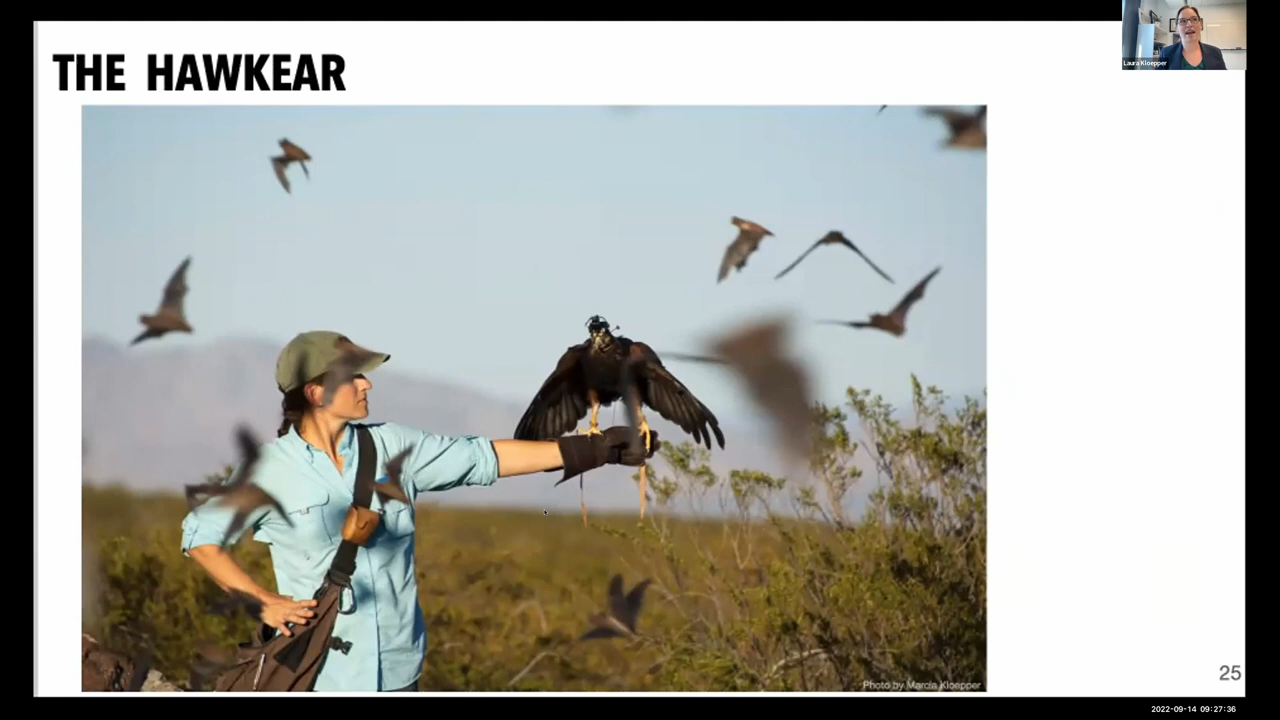 THE HAWKEAR
Laura Kloepper
Photo by Marcia Kloepper
25
2022-09-14 09:27:36